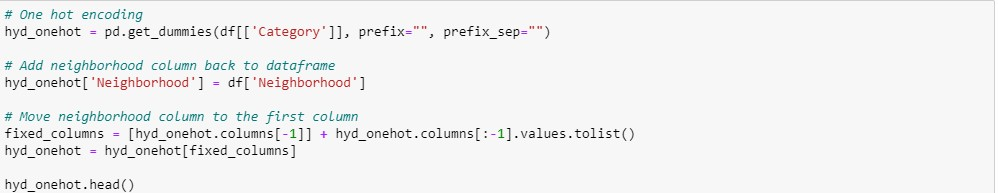 # One hot encoding
hyd_onehot = pd.get_dummies(df[['Category']], prefix="", prefix_sep="")
# Add neighborhood column back to dataframe
hyd_onehot['Neighborhood'] = df['Neighborhood']
# Move neighborhood column to the first column
fixed_columns = [hyd_onehot.columns[-1]] + hyd_onehot.columns[:-1].values.tolist()
hyd_onehot = hyd_onehot[fixed_columns]
hyd_onehot.head()